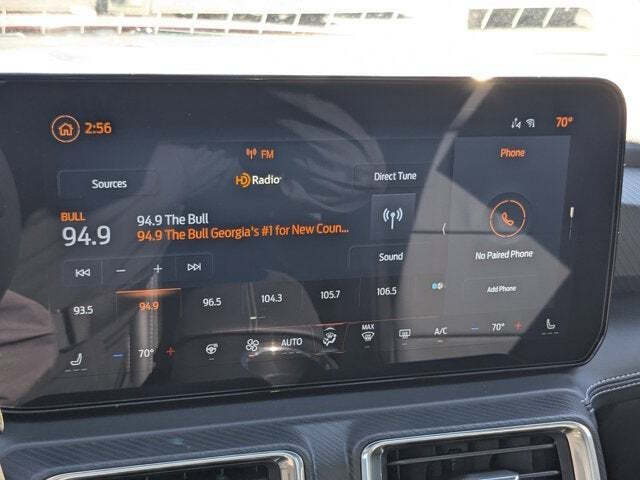 2:56
70°
FM
Phone
Sources
HD Radio
Direct Tune
BULL
94.9
94.9 The Bull
94.9 The Bull Georgia's #1 for New Coun...
Sound
No Paired Phone
Add Phone
93.5 94.9 96.5 104.3 105.7 106.5
− 70° + AUTO MAX A/C − 70° +